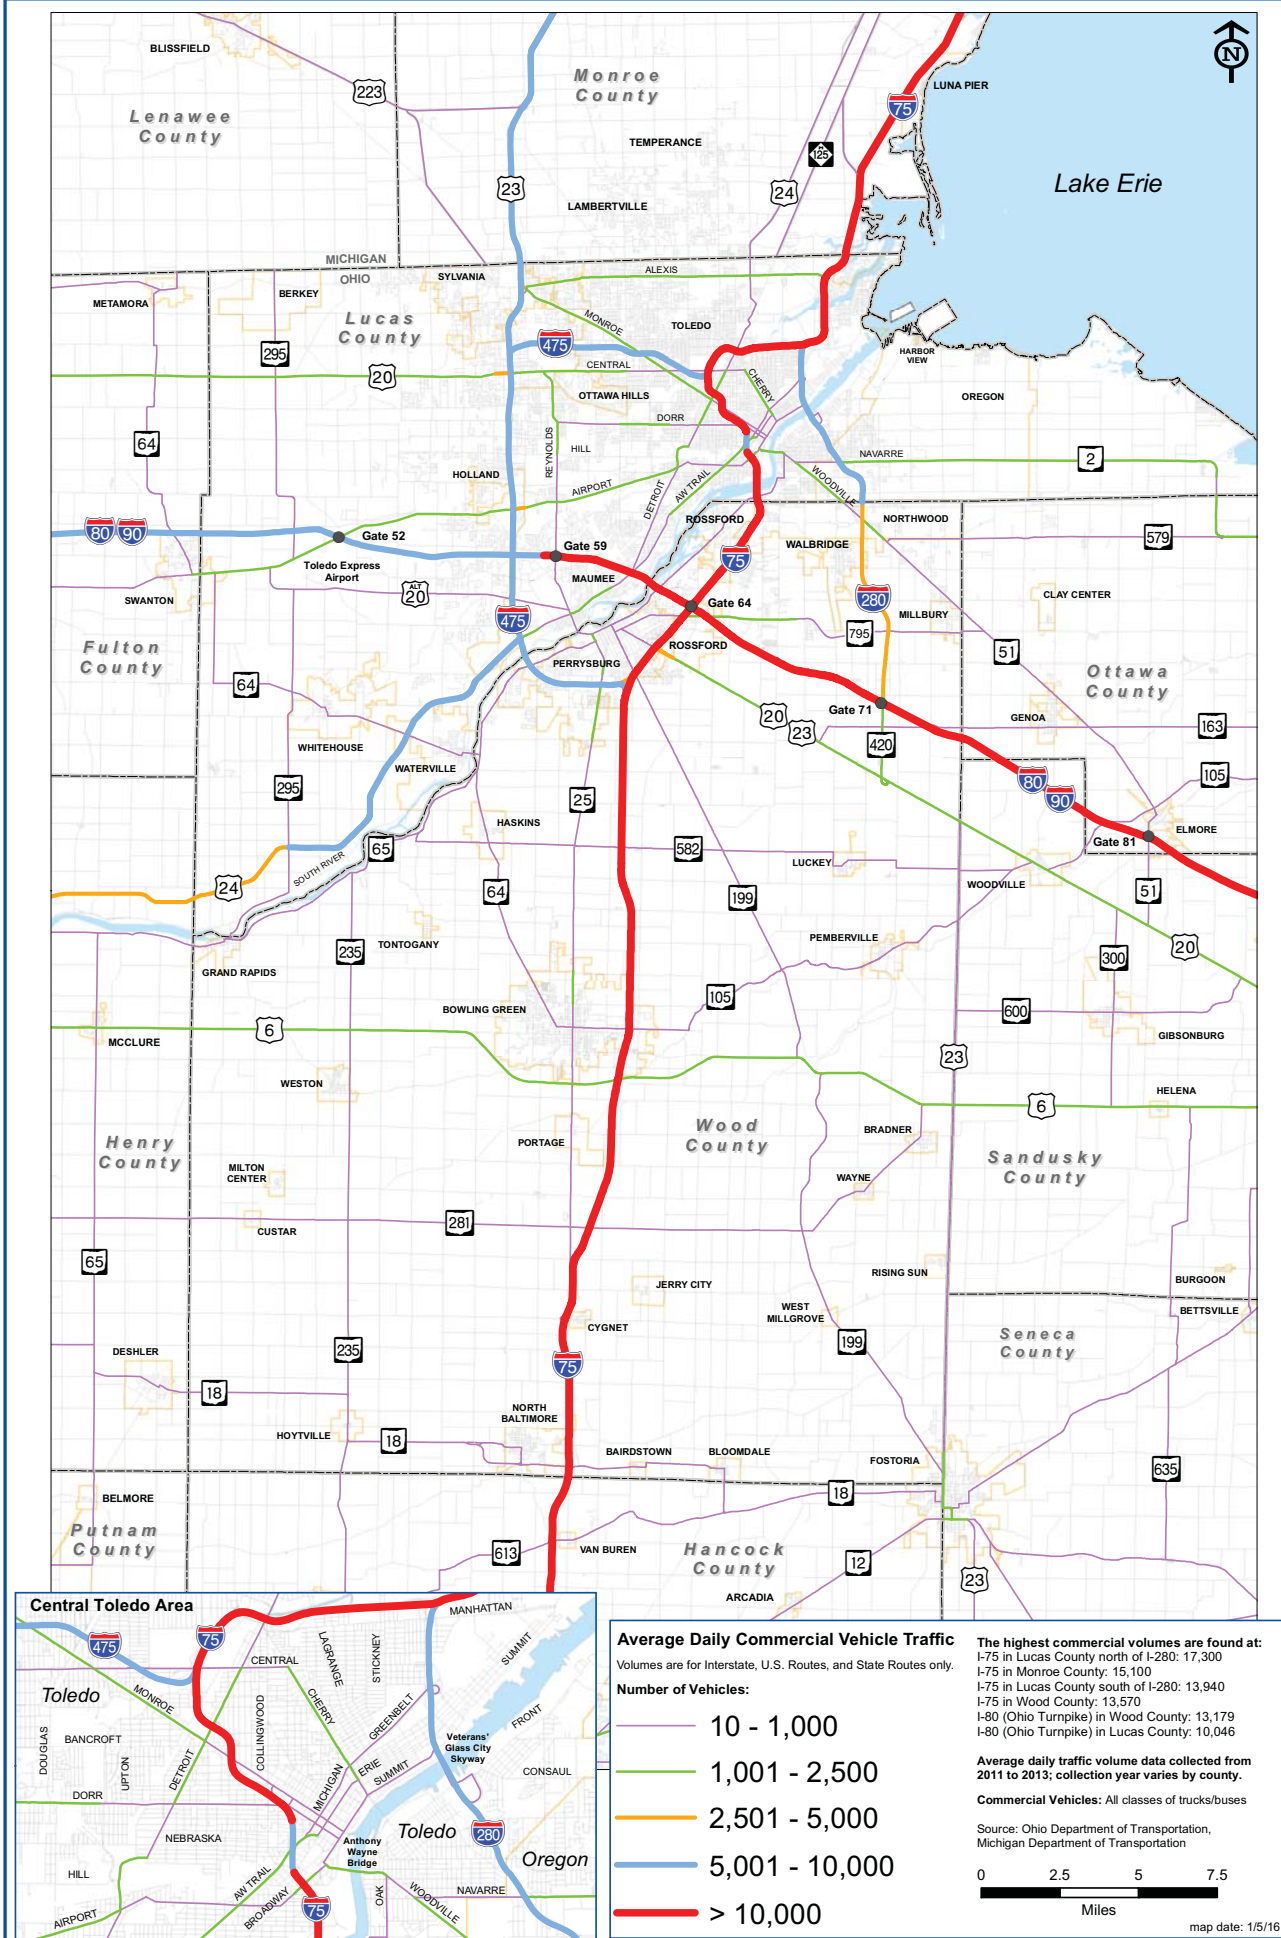 BLISSFIELD
Monroe
County
LUNA PIER
N
223
75
Lenawee
County
TEMPERANCE
M
125
Lake Erie
23
24
LAMBERTVILLE
MICHIGAN
OHIO
SYLVANIA
ALEXIS
METAMORA
BERKEY
Lucas
County
MONROE
TOLEDO
295
475
HARBOR
VIEW
CENTRAL
20
CHERRY
OTTAWA HILLS
OREGON
DORR
64
REYNOLDS
HILL
NAVARRE
2
HOLLAND
AIRPORT
DETROIT
AW TRAIL
WOODVILLE
ROSSFORD
NORTHWOOD
80
90
Gate 52
Gate 59
WALBRIDGE
579
75
Toledo Express
Airport
MAUMEE
ALT
20
280
CLAY CENTER
SWANTON
475
Gate 64
MILLBURY
795
Fulton
County
ROSSFORD
51
PERRYSBURG
Ottawa
County
64
Gate 71
20
23
GENOA
163
WHITEHOUSE
420
WATERVILLE
80
90
105
295
25
HASKINS
ELMORE
65
582
Gate 81
SOUTH RIVER
LUCKEY
24
64
199
WOODVILLE
51
TONTOGANY
235
PEMBERVILLE
20
300
GRAND RAPIDS
105
BOWLING GREEN
600
6
MCCLURE
GIBSONBURG
23
WESTON
HELENA
6
Henry
County
PORTAGE
Wood
County
BRADNER
Sandusky
County
MILTON
CENTER
WAYNE
281
CUSTAR
65
RISING SUN
JERRY CITY
BURGOON
WEST
MILLGROVE
BETTSVILLE
CYGNET
Seneca
County
DESHLER
235
199
75
18
NORTH
BALTIMORE
HOYTVILLE
18
BAIRDSTOWN
BLOOMDALE
FOSTORIA
635
BELMORE
18
Putnam
County
613
VAN BUREN
Hancock
County
12
23
ARCADIA
Central Toledo Area
MANHATTAN
475
75
LAGRANGE
STICKNEY
SUMMIT
CENTRAL
Toledo
MONROE
CHERRY
GREENBELT
COLLINGWOOD
FRONT
DOUGLAS
BANCROFT
Veterans'
Glass City
Skyway
UPTON
DETROIT
MICHIGAN
ERIE
SUMMIT
CONSAUL
DORR
Toledo
280
NEBRASKA
Anthony
Wayne
Bridge
Oregon
HILL
AW TRAIL
BROADWAY
OAK
WOODVILLE
NAVARRE
AIRPORT
75
Average Daily Commercial Vehicle Traffic
Volumes are for Interstate, U.S. Routes, and State Routes only.
Number of Vehicles:
10 - 1,000
1,001 - 2,500
2,501 - 5,000
5,001 - 10,000
> 10,000
The highest commercial volumes are found at:
I-75 in Lucas County north of I-280: 17,300
I-75 in Monroe County: 15,100
I-75 in Lucas County south of I-280: 13,940
I-75 in Wood County: 13,570
I-80 (Ohio Turnpike) in Wood County: 13,179
I-80 (Ohio Turnpike) in Lucas County: 10,046
Average daily traffic volume data collected from
2011 to 2013; collection year varies by county.
Commercial Vehicles: All classes of trucks/buses
Source: Ohio Department of Transportation,
Michigan Department of Transportation
0 2.5 5 7.5
Miles
map date: 1/5/16